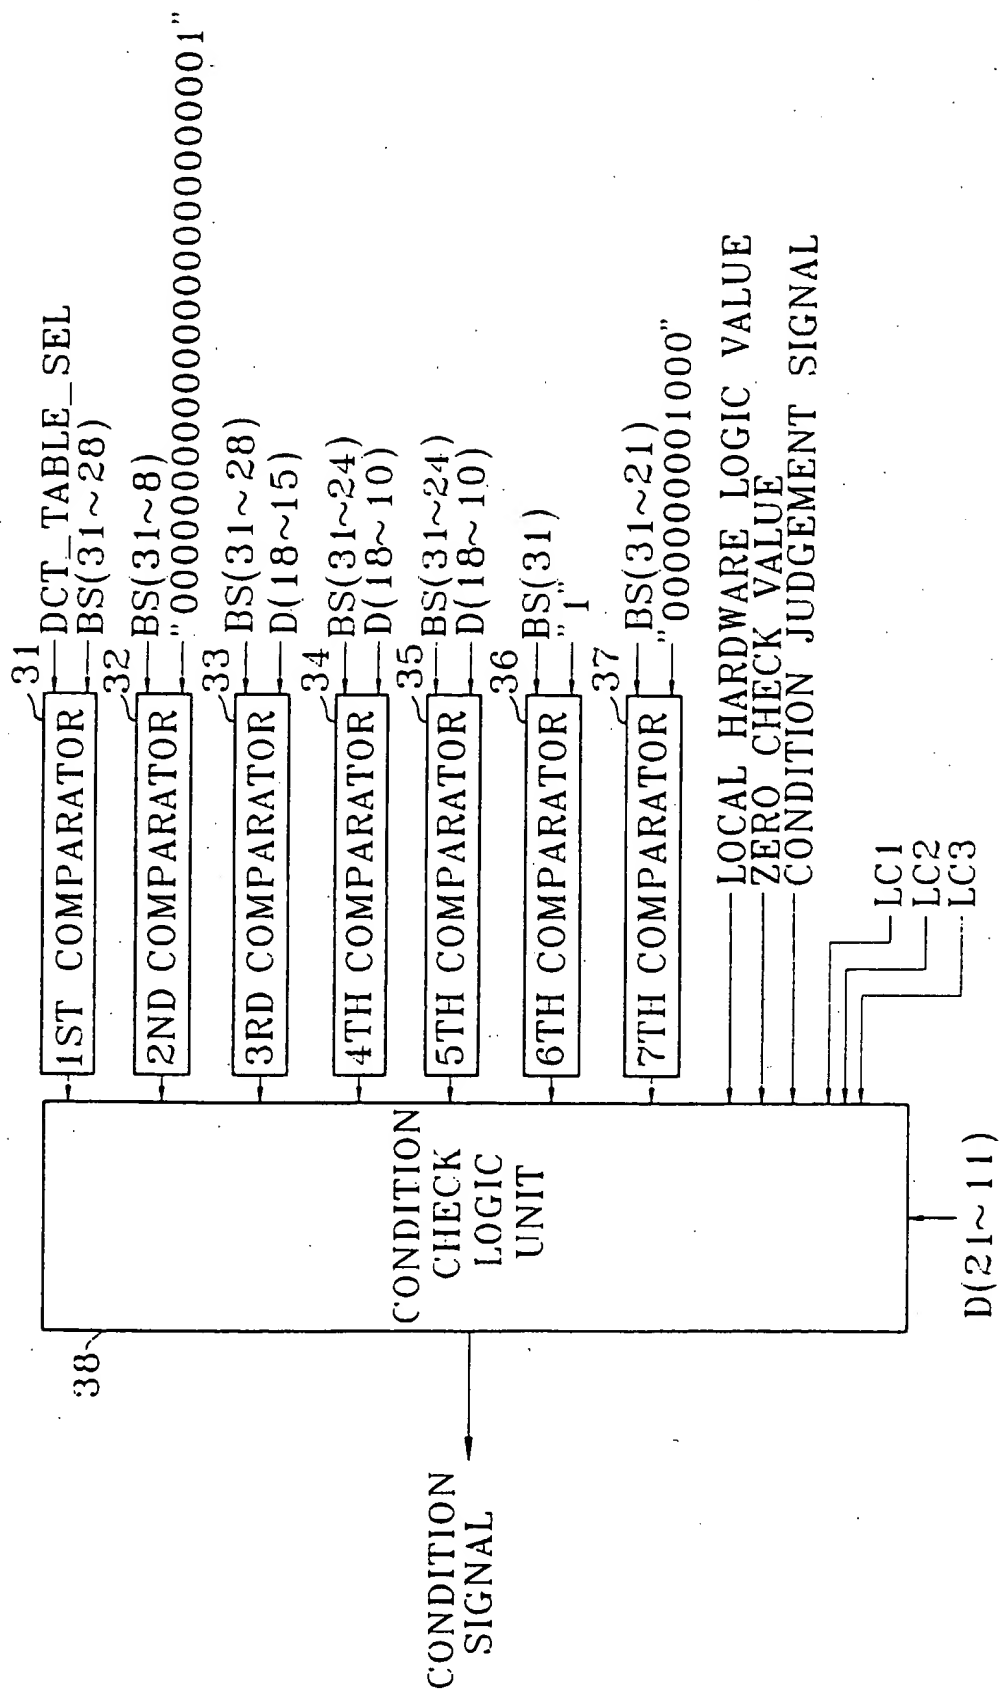 38
31
1ST COMPARATOR
DCT_TABLE_SEL
BS(31~28)
32
2ND COMPARATOR
BS(31~8)
"000000000000000000000001"
33
3RD COMPARATOR
BS(31~28)
D(18~15)
34
4TH COMPARATOR
BS(31~24)
D(18~10)
35
5TH COMPARATOR
BS(31~24)
D(18~10)
36
6TH COMPARATOR
BS(31)
"1"
37
7TH COMPARATOR
BS(31~21)
"00000001000"
CONDITION
CHECK
LOGIC
UNIT
CONDITION
SIGNAL
LOCAL HARDWARE LOGIC VALUE
ZERO CHECK VALUE
CONDITION JUDGEMENT SIGNAL
LC1
LC2
LC3
D(21~11)